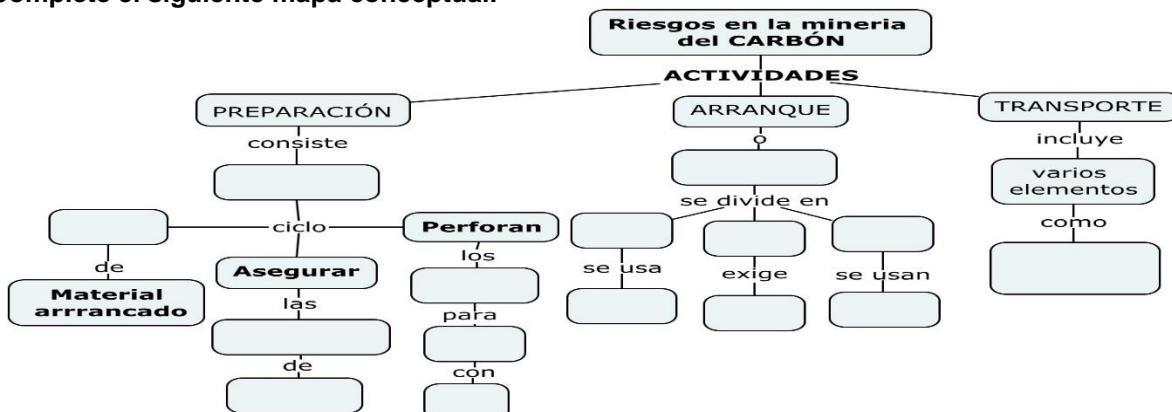 Complete el siguiente mapa conceptual:
Riesgos en la mineria
del CARBÓN
ACTIVIDADES
PREPARACIÓN
ARRANQUE
TRANSPORTE
consiste
o
incluye
varios
elementos
se divide en
como
ciclo
Perforan
de
Asegurar
los
se usa
exige
se usan
Material
arrrancado
las
para
de
con